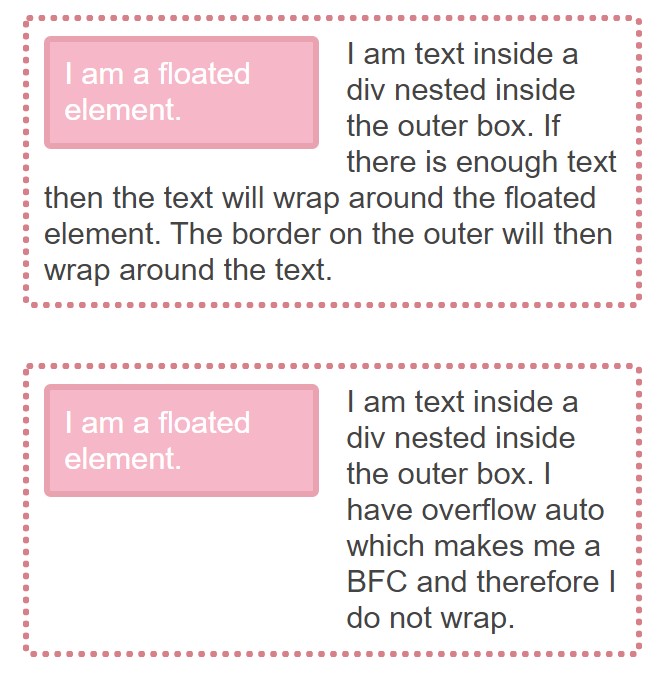 I am a floated
element.
I am text inside a
div nested inside
the outer box. If
there is enough text
then the text will wrap around the floated
element. The border on the outer will then
wrap around the text.
I am a floated
element.
I am text inside a
div nested inside
the outer box. I
have overflow auto
which makes me a
BFC and therefore I
do not wrap.